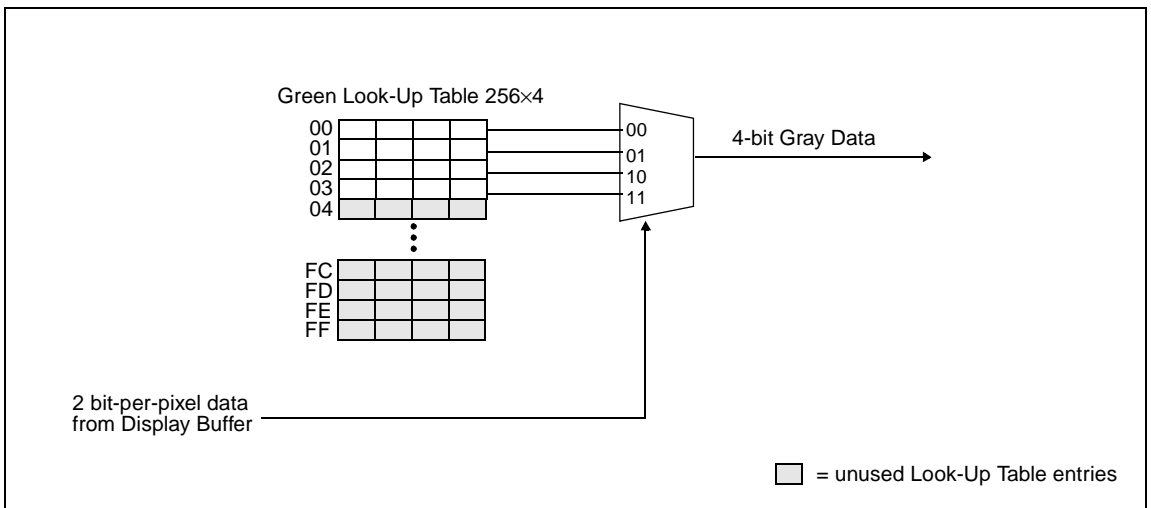 Green Look-Up Table 256×4
00
01
02
03
04
FC
FD
FE
FF
00
01
10
11
4-bit Gray Data
2 bit-per-pixel data
from Display Buffer
= unused Look-Up Table entries